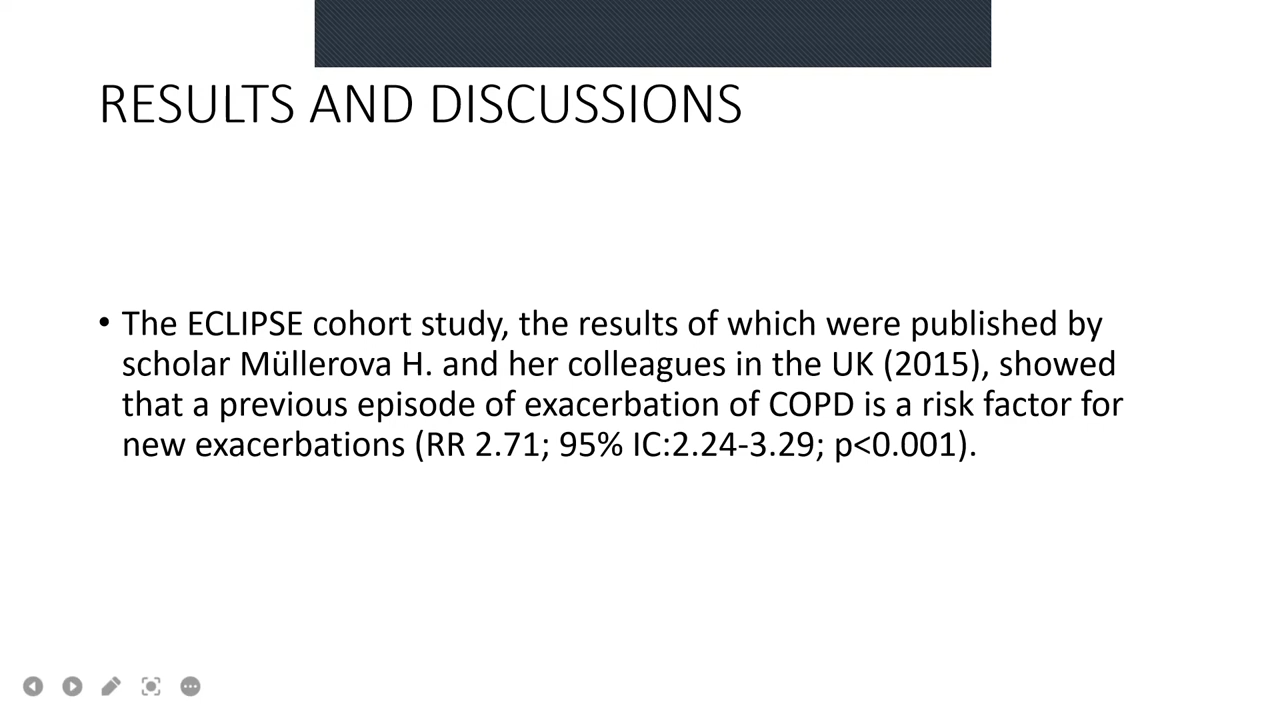 RESULTS AND DISCUSSIONS
• The ECLIPSE cohort study, the results of which were published by
scholar Müllerova H. and her colleagues in the UK (2015), showed
that a previous episode of exacerbation of COPD is a risk factor for
new exacerbations (RR 2.71; 95% IC:2.24-3.29; p<0.001).